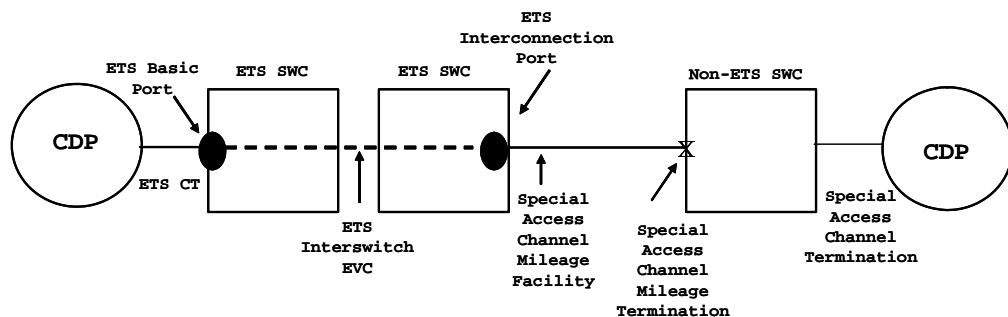 ETS
Interconnection
Port
ETS Basic
Port
ETS SWC
ETS SWC
Non-ETS SWC
CDP
CDP
ETS CT
ETS
Interswitch
EVC
Special
Access
Channel
Mileage
Facility
Special
Access
Channel
Mileage
Termination
Special
Access
Channel
Termination
X